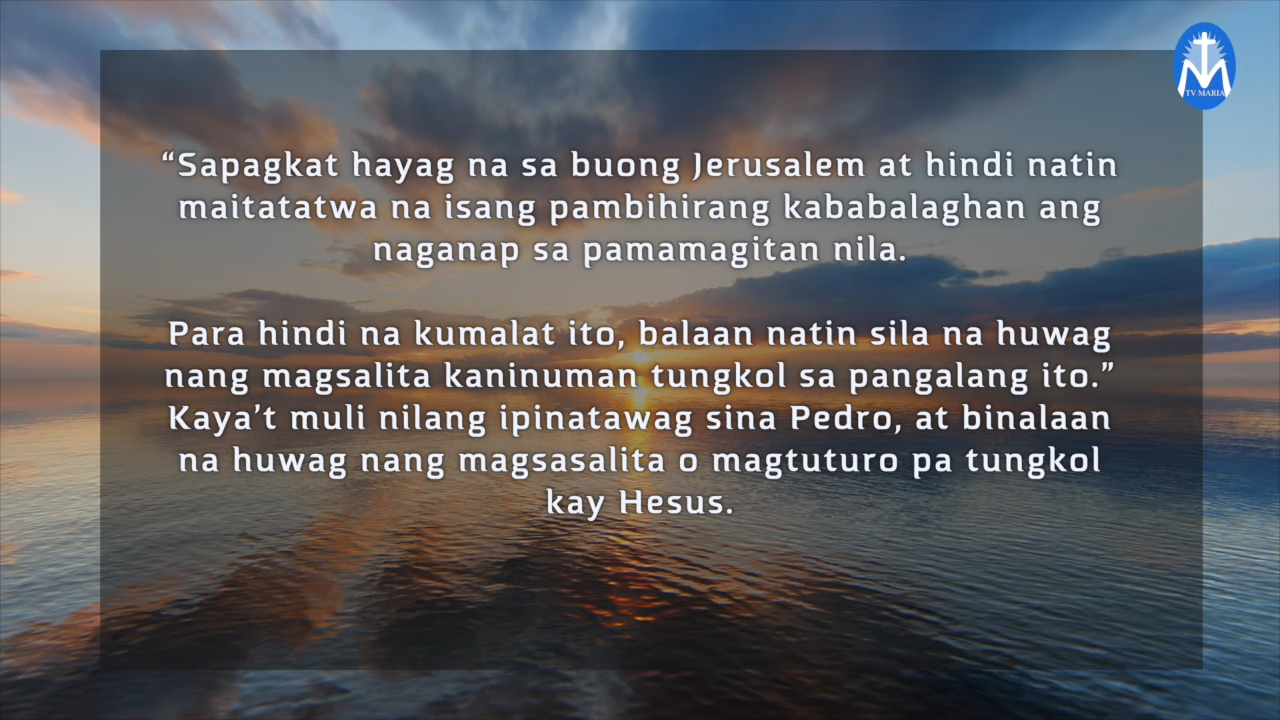 TV MARIA
“Sapagkat hayag na sa buong Jerusalem at hindi natin
maitatatwa na isang pambihirang kababalaghan ang
naganap sa pamamagitan nila.
Para hindi na kumalat ito, balaan natin sila na huwag
nang magsalita kaninuman tungkol sa pangalang ito.”
Kaya’t muli nilang ipinatawag sina Pedro, at binalaan
na huwag nang magsasalita o magtuturo pa tungkol
kay Hesus.